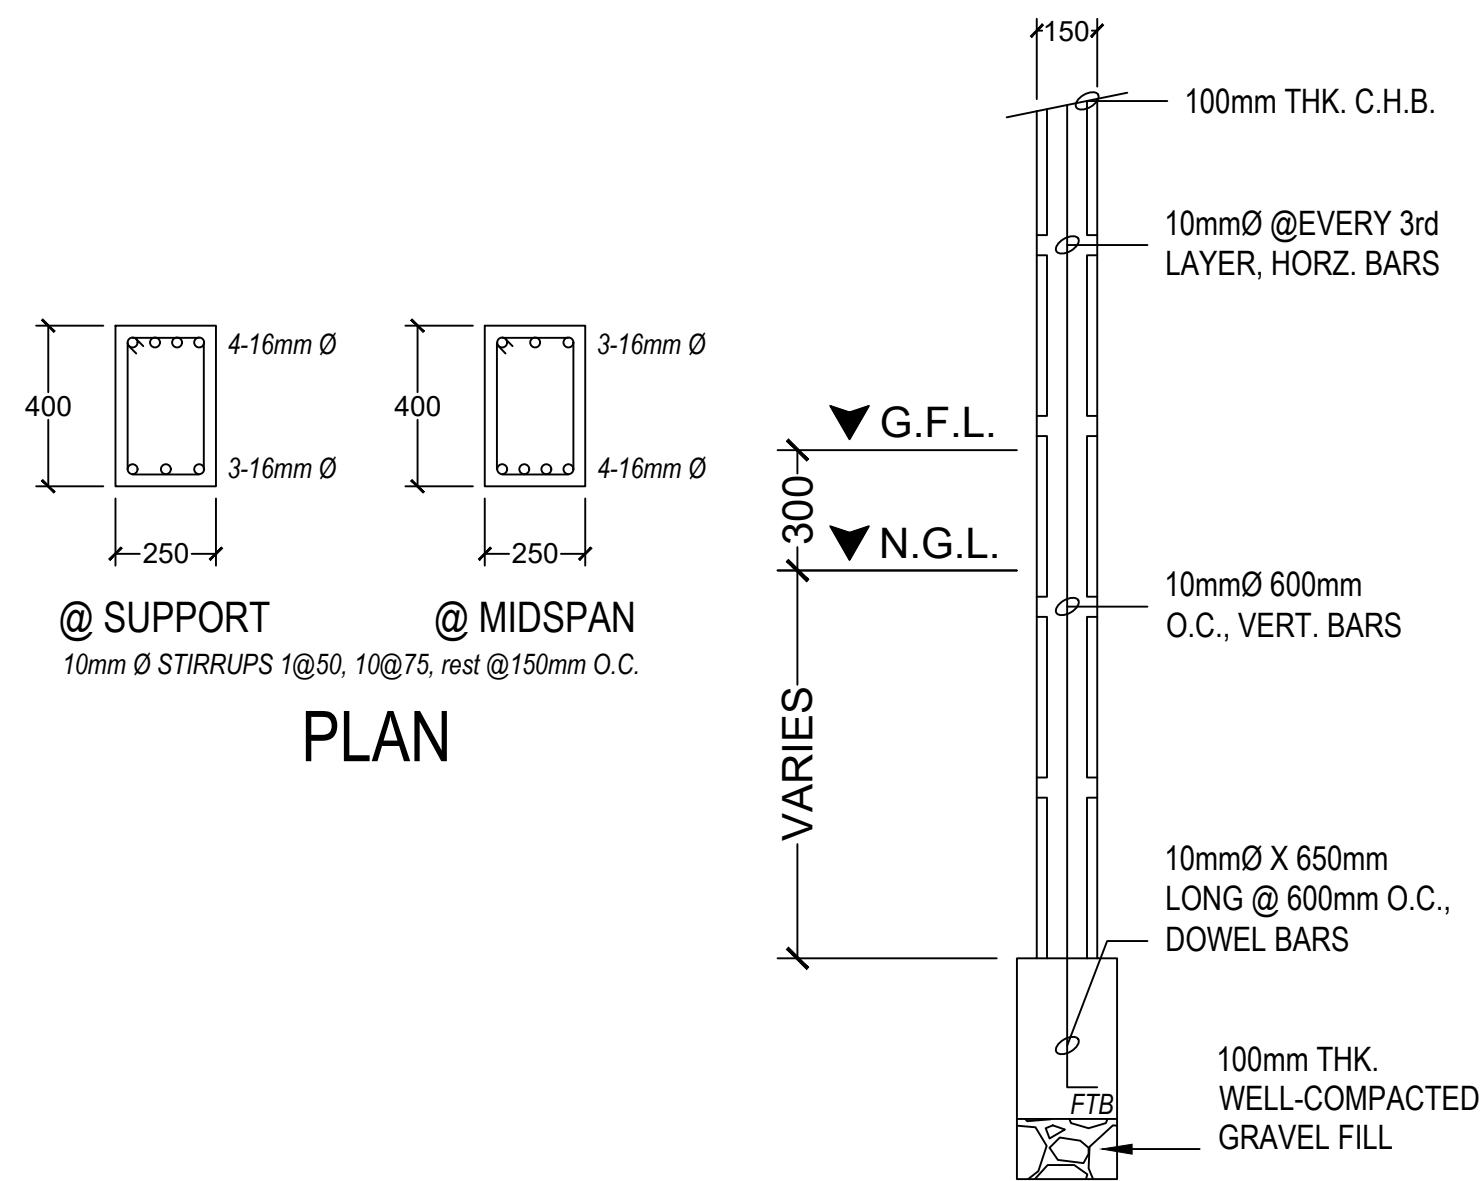 4-16mm Ø
400
3-16mm Ø
250
@ SUPPORT
3-16mm Ø
400
4-16mm Ø
250
@ MIDSPAN
10mm Ø STIRRUPS 1@50, 10@75, rest @150mm O.C.
PLAN
150
100mm THK. C.H.B.
10mmØ @EVERY 3rd
LAYER, HORZ. BARS
G.F.L.
300
N.G.L.
10mmØ 600mm
O.C., VERT. BARS
VARIES
10mmØ X 650mm
LONG @ 600mm O.C.,
DOWEL BARS
FTB
100mm THK.
WELL-COMPACTED
GRAVEL FILL